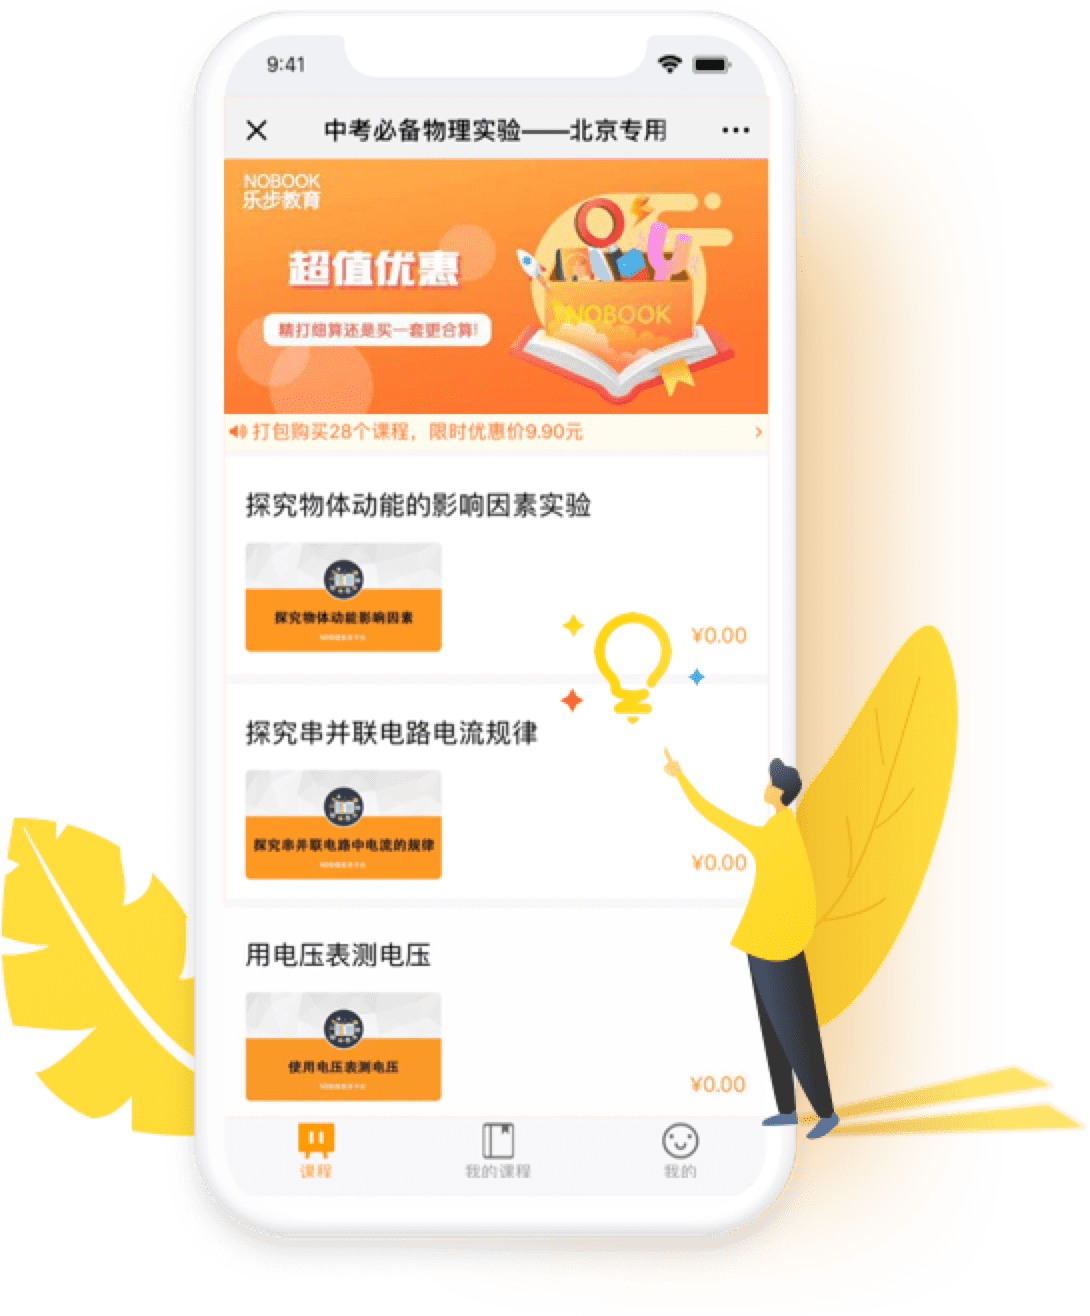 9:41
中考必备物理实验——北京专用
NOBOOK
乐步教育
超值优惠
精打细算还是买一套更合算!
NOBOOK
打包购买28个课程，限时优惠价9.90元
探究物体动能的影响因素实验
探究物体动能影响因素
¥0.00
探究串并联电路电流规律
探究串并联电路中电流的规律
¥0.00
用电压表测电压
使用电压表测电压
¥0.00
课程
我的课程
我的